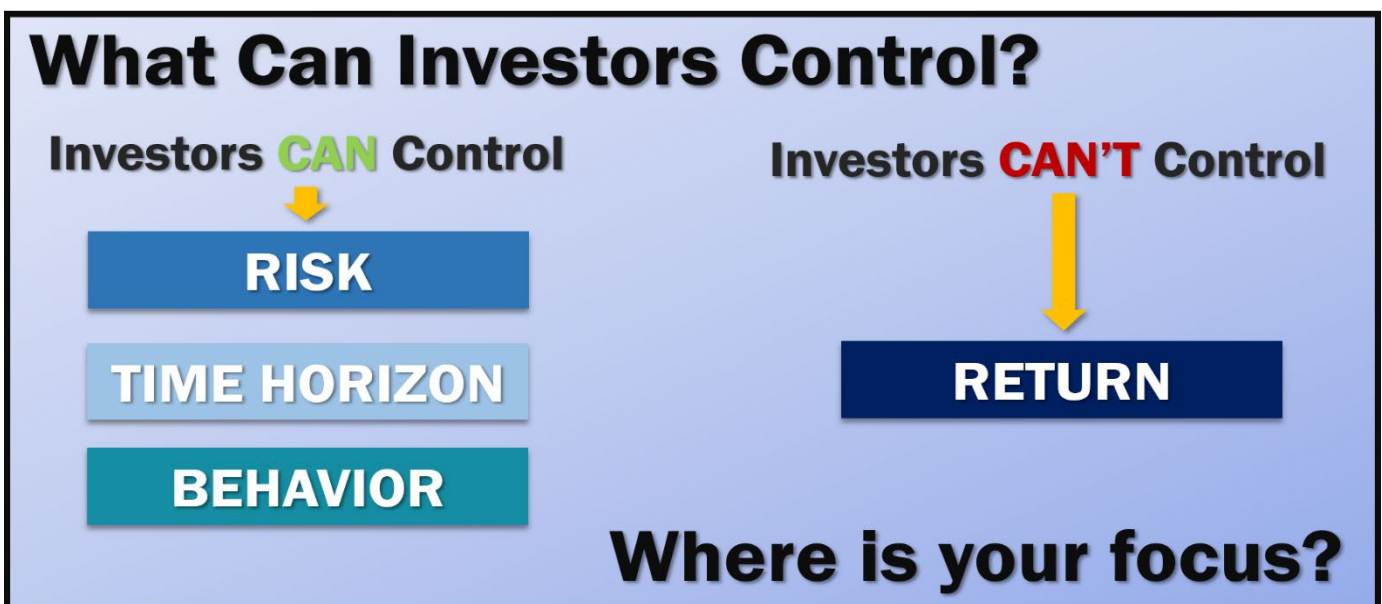 What Can Investors Control?
Investors CAN Control
RISK
TIME HORIZON
BEHAVIOR
Investors CAN'T Control
RETURN
Where is your focus?